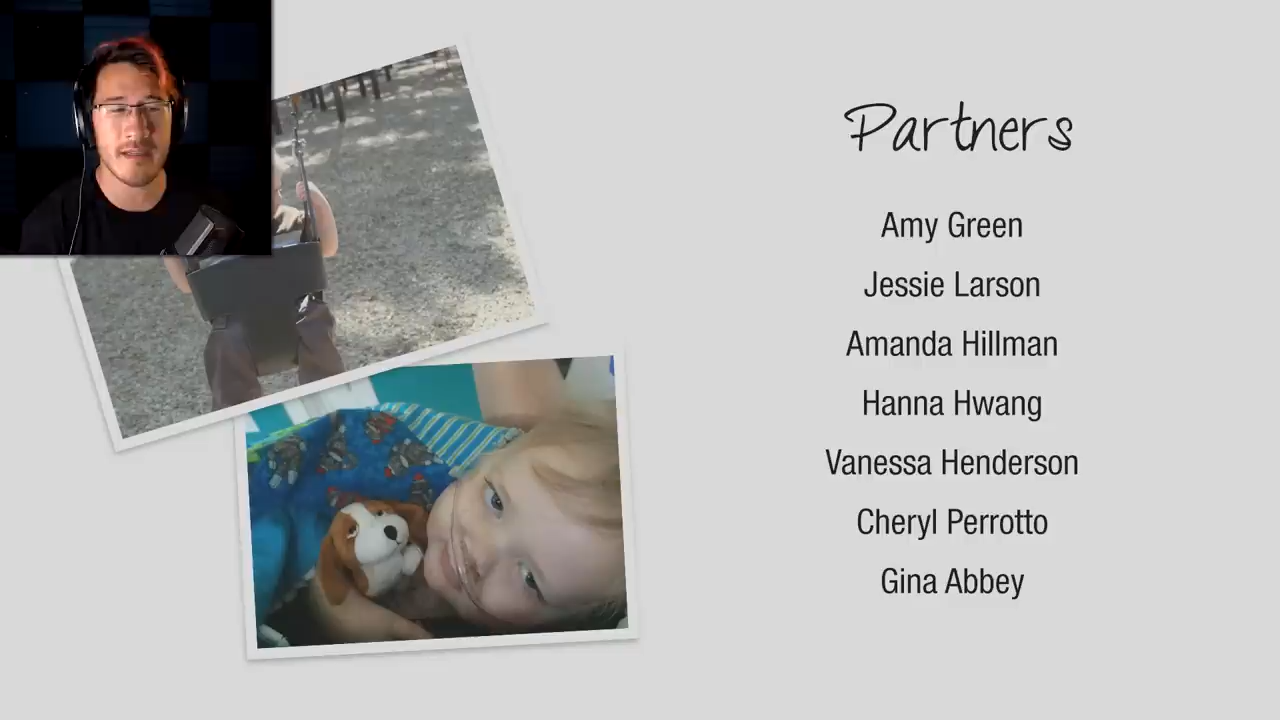 Partners
Amy Green
Jessie Larson
Amanda Hillman
Hanna Hwang
Vanessa Henderson
Cheryl Perrotto
Gina Abbey